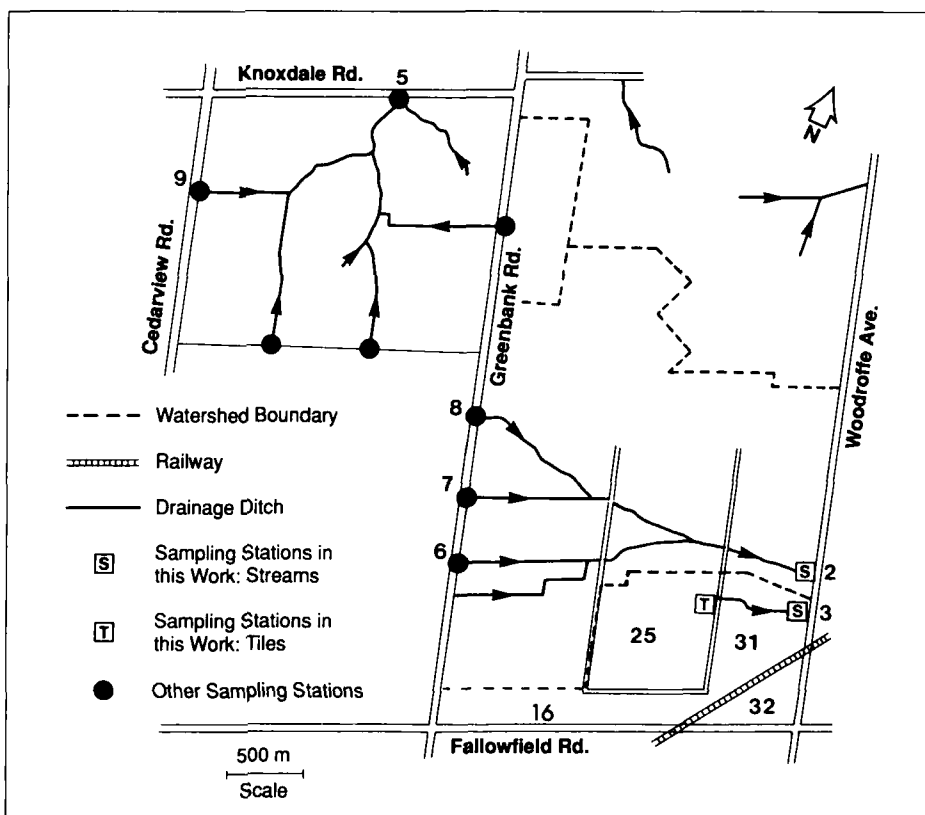 Knoxdale Rd.
5
N
9
Cedarview Rd.
Greenbank Rd.
Woodroffe Ave.
8
7
6
2
3
25
31
16
32
Fallowfield Rd.
Watershed Boundary
Railway
Drainage Ditch
S
Sampling Stations in
this Work: Streams
T
Sampling Stations in
this Work: Tiles
Other Sampling Stations
500 m
Scale
S
T
S